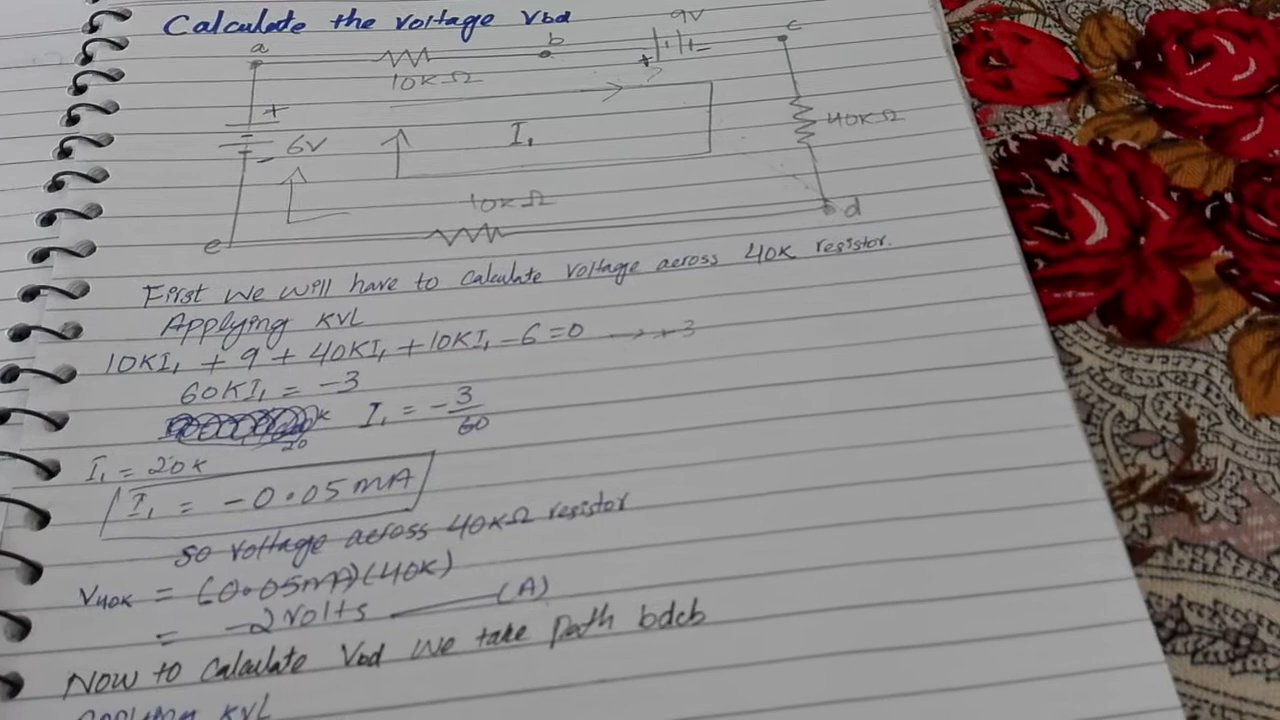 Calculate the voltage Vbd
a
b
9V
c
10KΩ
+
-
+
6V
-
I₁
40KΩ
10KΩ
d
e
First we will have to calculate voltage across 40K resistor.
Applying KVL
10KI₁ + 9 + 40KI₁ + 10KI₁ - 6 = 0
60KI₁ = -3
I₁ = - 3/60
I₁ = 20K
I₁ = -0.05mA
so voltage across 40KΩ resistor
V40K = (0.05mA)(40K)
= -2 volts (A)
Now to calculate Vbd we take path bdcb
Applying KVL